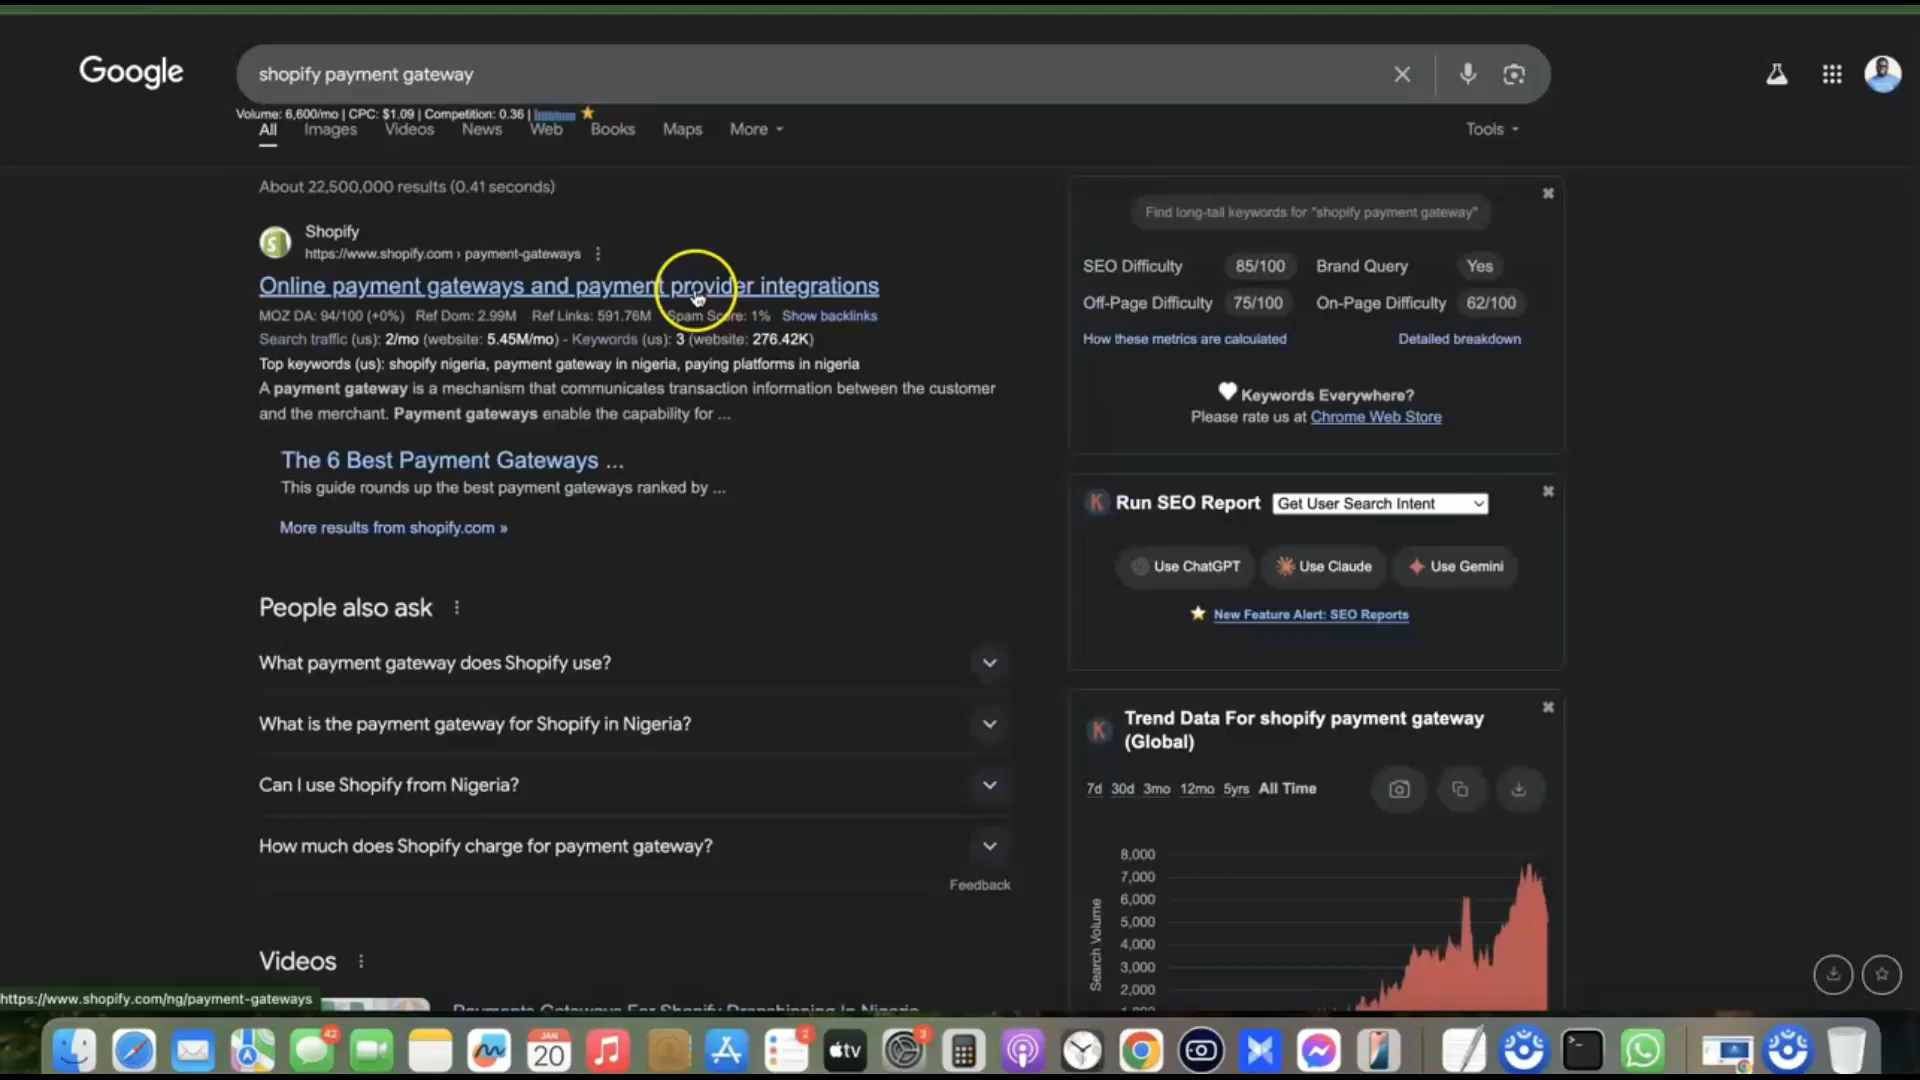 Google
shopify payment gateway
Volume: 6,600/mo | CPC: $1.09 | Competition: 0.36 |
All Images Videos News Web Books Maps More
Tools
About 22,500,000 results (0.41 seconds)
Shopify
https://www.shopify.com › payment-gateways
Online payment gateways and payment provider integrations
MOZ DA: 94/100 (+0%) Ref Dom: 2.99M Ref Links: 591.76M Spam Score: 1% Show backlinks
Search traffic (us): 2/mo (website: 5.45M/mo) - Keywords (us): 3 (website: 276.42K)
Top keywords (us): shopify nigeria, payment gateway in nigeria, paying platforms in nigeria
A payment gateway is a mechanism that communicates transaction information between the customer
and the merchant. Payment gateways enable the capability for ...
The 6 Best Payment Gateways ...
This guide rounds up the best payment gateways ranked by ...
More results from shopify.com »
People also ask
What payment gateway does Shopify use?
What is the payment gateway for Shopify in Nigeria?
Can I use Shopify from Nigeria?
How much does Shopify charge for payment gateway?
Feedback
Videos
Payments Gateways For Shopify Dropshipping In Nigeria
https://www.shopify.com/ng/payment-gateways
Find long-tail keywords for "shopify payment gateway"
SEO Difficulty 85/100 Brand Query Yes
Off-Page Difficulty 75/100 On-Page Difficulty 62/100
How these metrics are calculated Detailed breakdown
Keywords Everywhere?
Please rate us at Chrome Web Store
K Run SEO Report Get User Search Intent
Use ChatGPT Use Claude Use Gemini
New Feature Alert: SEO Reports
K Trend Data For shopify payment gateway
(Global)
7d 30d 3mo 12mo 5yrs All Time
8,000
7,000
6,000
5,000
4,000
3,000
2,000
Search Volume
42
JAN
20
2
tv
3